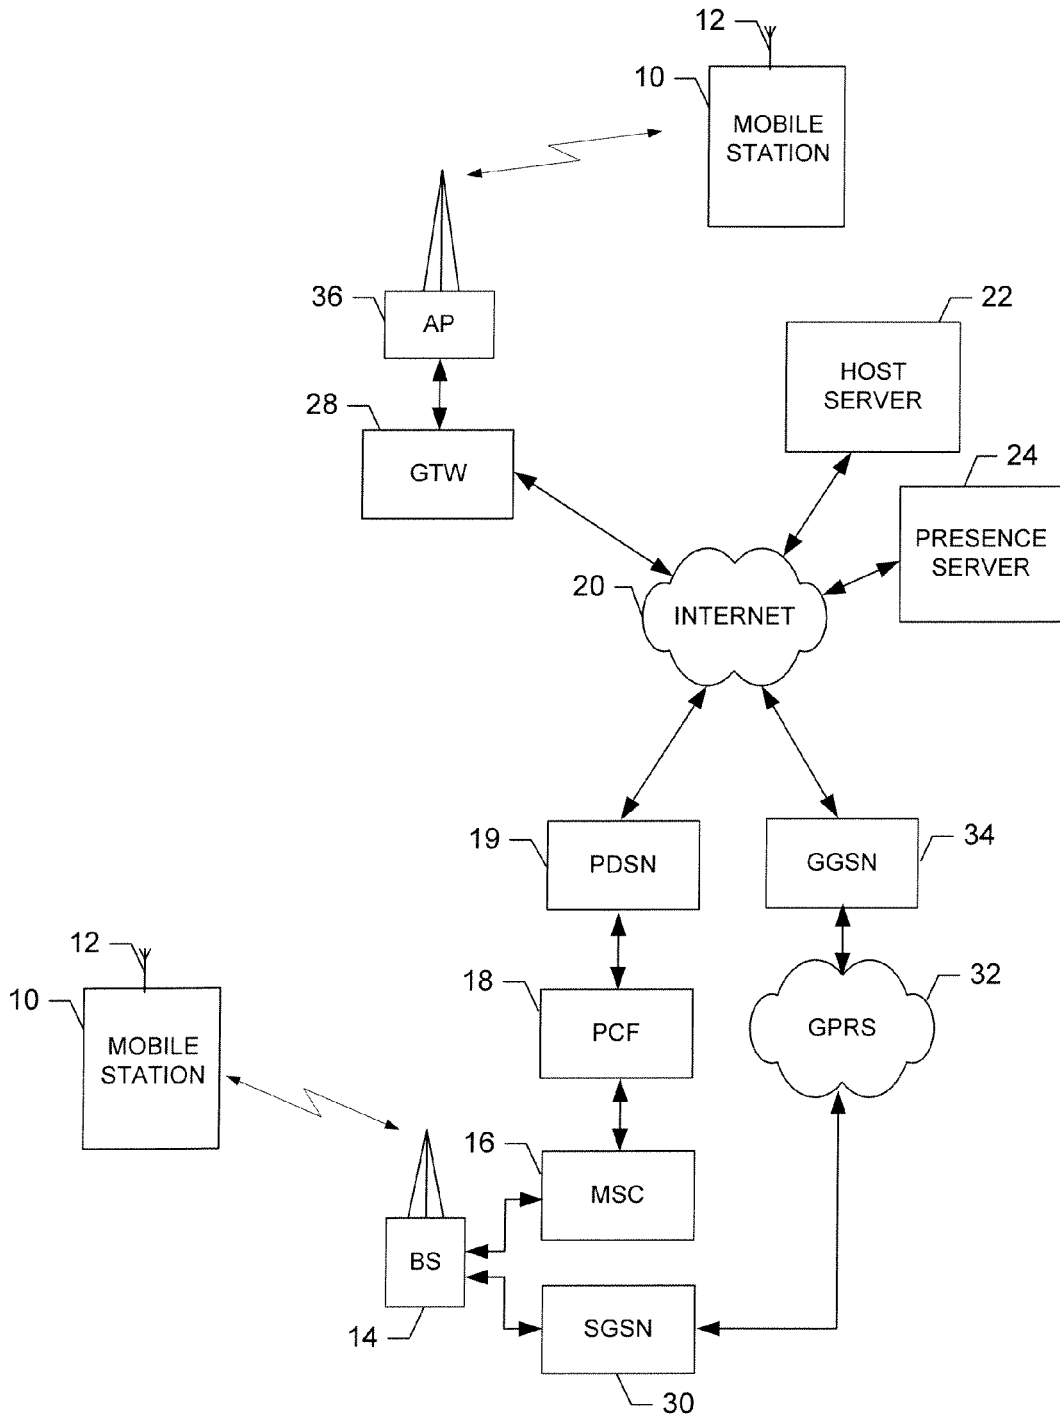 12
10
MOBILE
STATION
36
AP
22
HOST
SERVER
28
GTW
24
PRESENCE
SERVER
20
INTERNET
19
PDSN
GGSN
34
12
10
MOBILE
STATION
18
PCF
32
GPRS
16
MSC
BS
14
SGSN
30